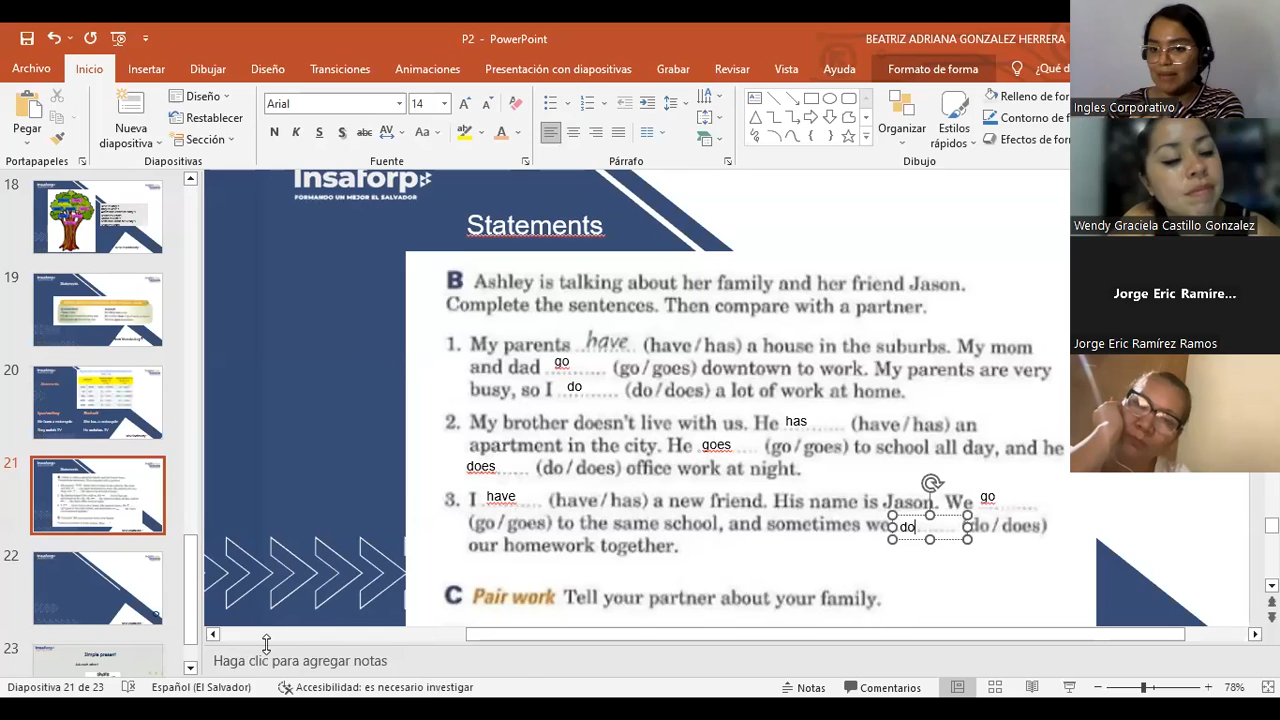 P2 - PowerPoint
BEATRIZ ADRIANA GONZALEZ HERRERA
Archivo Inicio Insertar Dibujar Diseño Transiciones Animaciones Presentación con diapositivas Grabar Revisar Vista Ayuda Formato de forma ¿Qué d
Pegar
Nueva diapositiva
Diseño
Restablecer
Sección
Arial 14
N K S S abc AV Aa A
Organizar
Estilos rápidos
Relleno de for
Contorno de f
Efectos de form
Portapapeles Diapositivas Fuente Párrafo Dibujo
18
19
20
21
22
23
Insaforp
FORMANDO UN MEJOR EL SALVADOR
Statements
B Ashley is talking about her family and her friend Jason.
Complete the sentences. Then compare with a partner.
1. My parents have (have / has) a house in the suburbs. My mom
and dad go (go / goes) downtown to work. My parents are very
busy, so I do (do / does) a lot of work at home.
2. My brother doesn't live with us. He has (have / has) an
apartment in the city. He goes (go / goes) to school all day, and he
does (do / does) office work at night.
3. I have (have / has) a new friend. His name is Jason. We go
(go / goes) to the same school, and sometimes we do (do / does)
our homework together.
C Pair work Tell your partner about your family.
Haga clic para agregar notas
Diapositiva 21 de 23 Español (El Salvador) Accesibilidad: es necesario investigar Notas Comentarios 78%
Ingles Corporativo
Wendy Graciela Castillo Gonzalez
Jorge Eric Ramíre...
Jorge Eric Ramírez Ramos